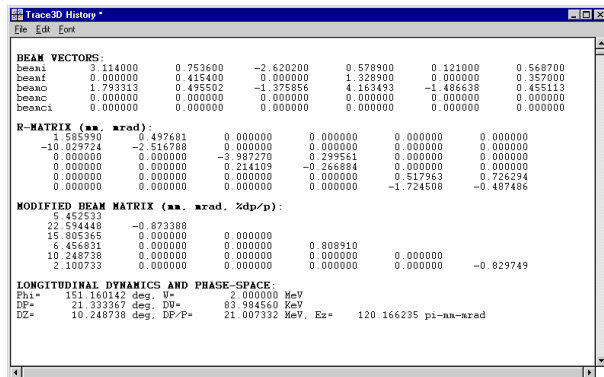 Trace3D History *
File Edit Font
BEAM VECTORS:
beami 3.114000 0.753600 -2.620200 0.578900 0.121000 0.568700
beamf 0.000000 0.415400 0.000000 1.328900 0.000000 0.357000
beamo 1.793313 0.495502 -1.375856 4.163493 -1.486638 0.455113
beamc 0.000000 0.000000 0.000000 0.000000 0.000000 0.000000
beamci 0.000000 0.000000 0.000000 0.000000 0.000000 0.000000
R-MATRIX (mm, mrad):
1.585990 0.497681 0.000000 0.000000 0.000000 0.000000
-10.029724 -2.516788 0.000000 0.000000 0.000000 0.000000
0.000000 0.000000 -3.987270 0.299561 0.000000 0.000000
0.000000 0.000000 0.214109 -0.266884 0.000000 0.000000
0.000000 0.000000 0.000000 0.000000 0.517963 0.726294
0.000000 0.000000 0.000000 0.000000 -1.724508 -0.487486
MODIFIED BEAM MATRIX (mm, mrad, %dp/p):
5.452533
22.594448 -0.873388
15.805365 0.000000 0.000000
6.456831 0.000000 0.000000 0.808910
10.248738 0.000000 0.000000 0.000000 0.000000
2.100733 0.000000 0.000000 0.000000 0.000000 -0.829749
LONGITUDINAL DYNAMICS AND PHASE-SPACE:
Phi= 151.160142 deg, W= 2.000000 MeV
DP= 21.333367 deg, DW= 83.984560 KeV
DZ= 10.248738 deg, DP/P= 21.007332 MeV, Ez= 120.166235 pi-mm-mrad